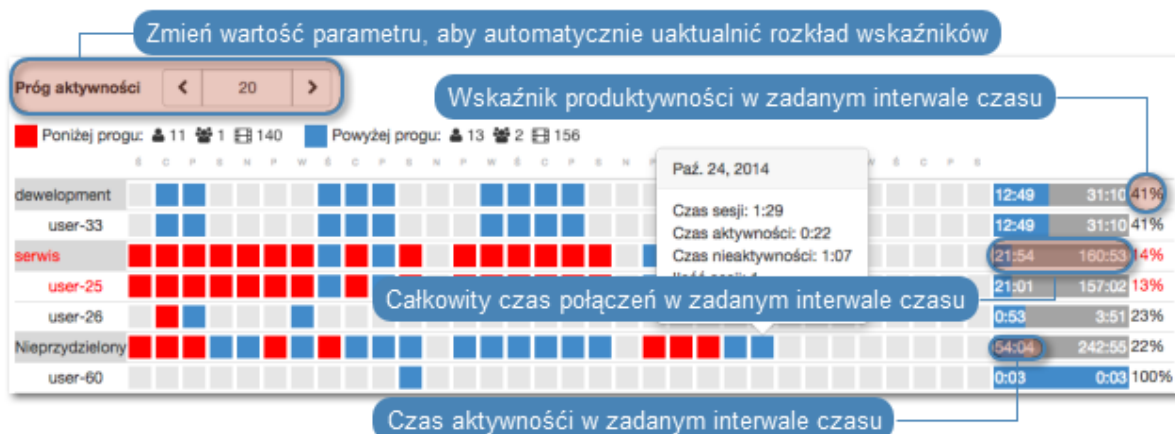 Zmień wartość parametru, aby automatycznie uaktualnić rozkład wskaźników
Próg aktywności 20
Wskaźnik produktywności w zadanym interwale czasu
Poniżej progu: 11 1 140 Powyżej progu: 13 2 156
Ś C P S N P W Ś C P S N P W Ś C P S N P W Ś C P S
Paź. 24, 2014
dewelopment 12:49 31:10 41%
Czas sesji: 1:29
user-33 12:49 31:10 41%
Czas aktywności: 0:22
serwis 21:54 160:53 14%
Czas nieaktywności: 1:07
user-25 21:01 157:02 13%
Całkowity czas połączeń w zadanym interwale czasu
user-26 0:53 3:51 23%
Nieprzydzielony 54:04 242:55 22%
user-60 0:03 0:03 100%
Czas aktywnośći w zadanym interwale czasu